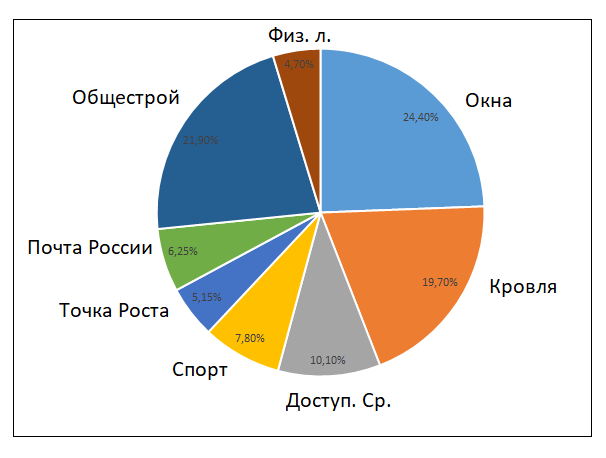 Физ. л.
4,70%
Окна
24,40%
Общестрой
21,90%
Почта России
6,25%
Кровля
19,70%
Точка Роста
5,15%
Спорт
7,80%
Доступ. Ср.
10,10%